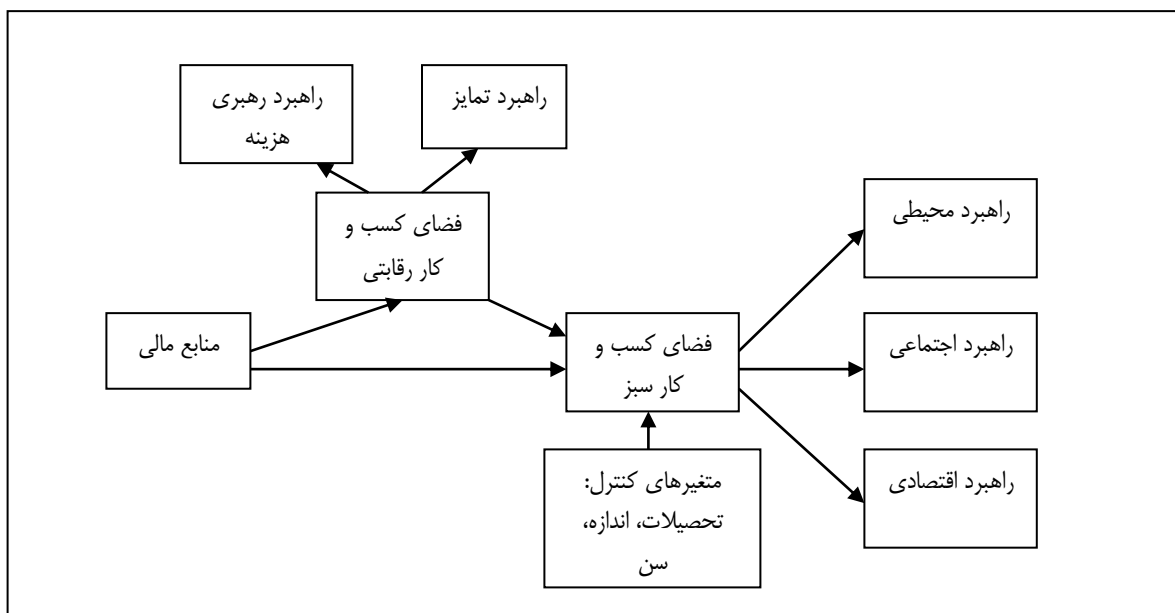 راهبرد رهبری
هزینه
راهبرد تمایز
فضای کسب و
کار رقابتی
راهبرد محیطی
منابع مالی
فضای کسب و
کار سبز
راهبرد اجتماعی
متغیرهای کنترل:
تحصیلات، اندازه،
سن
راهبرد اقتصادی